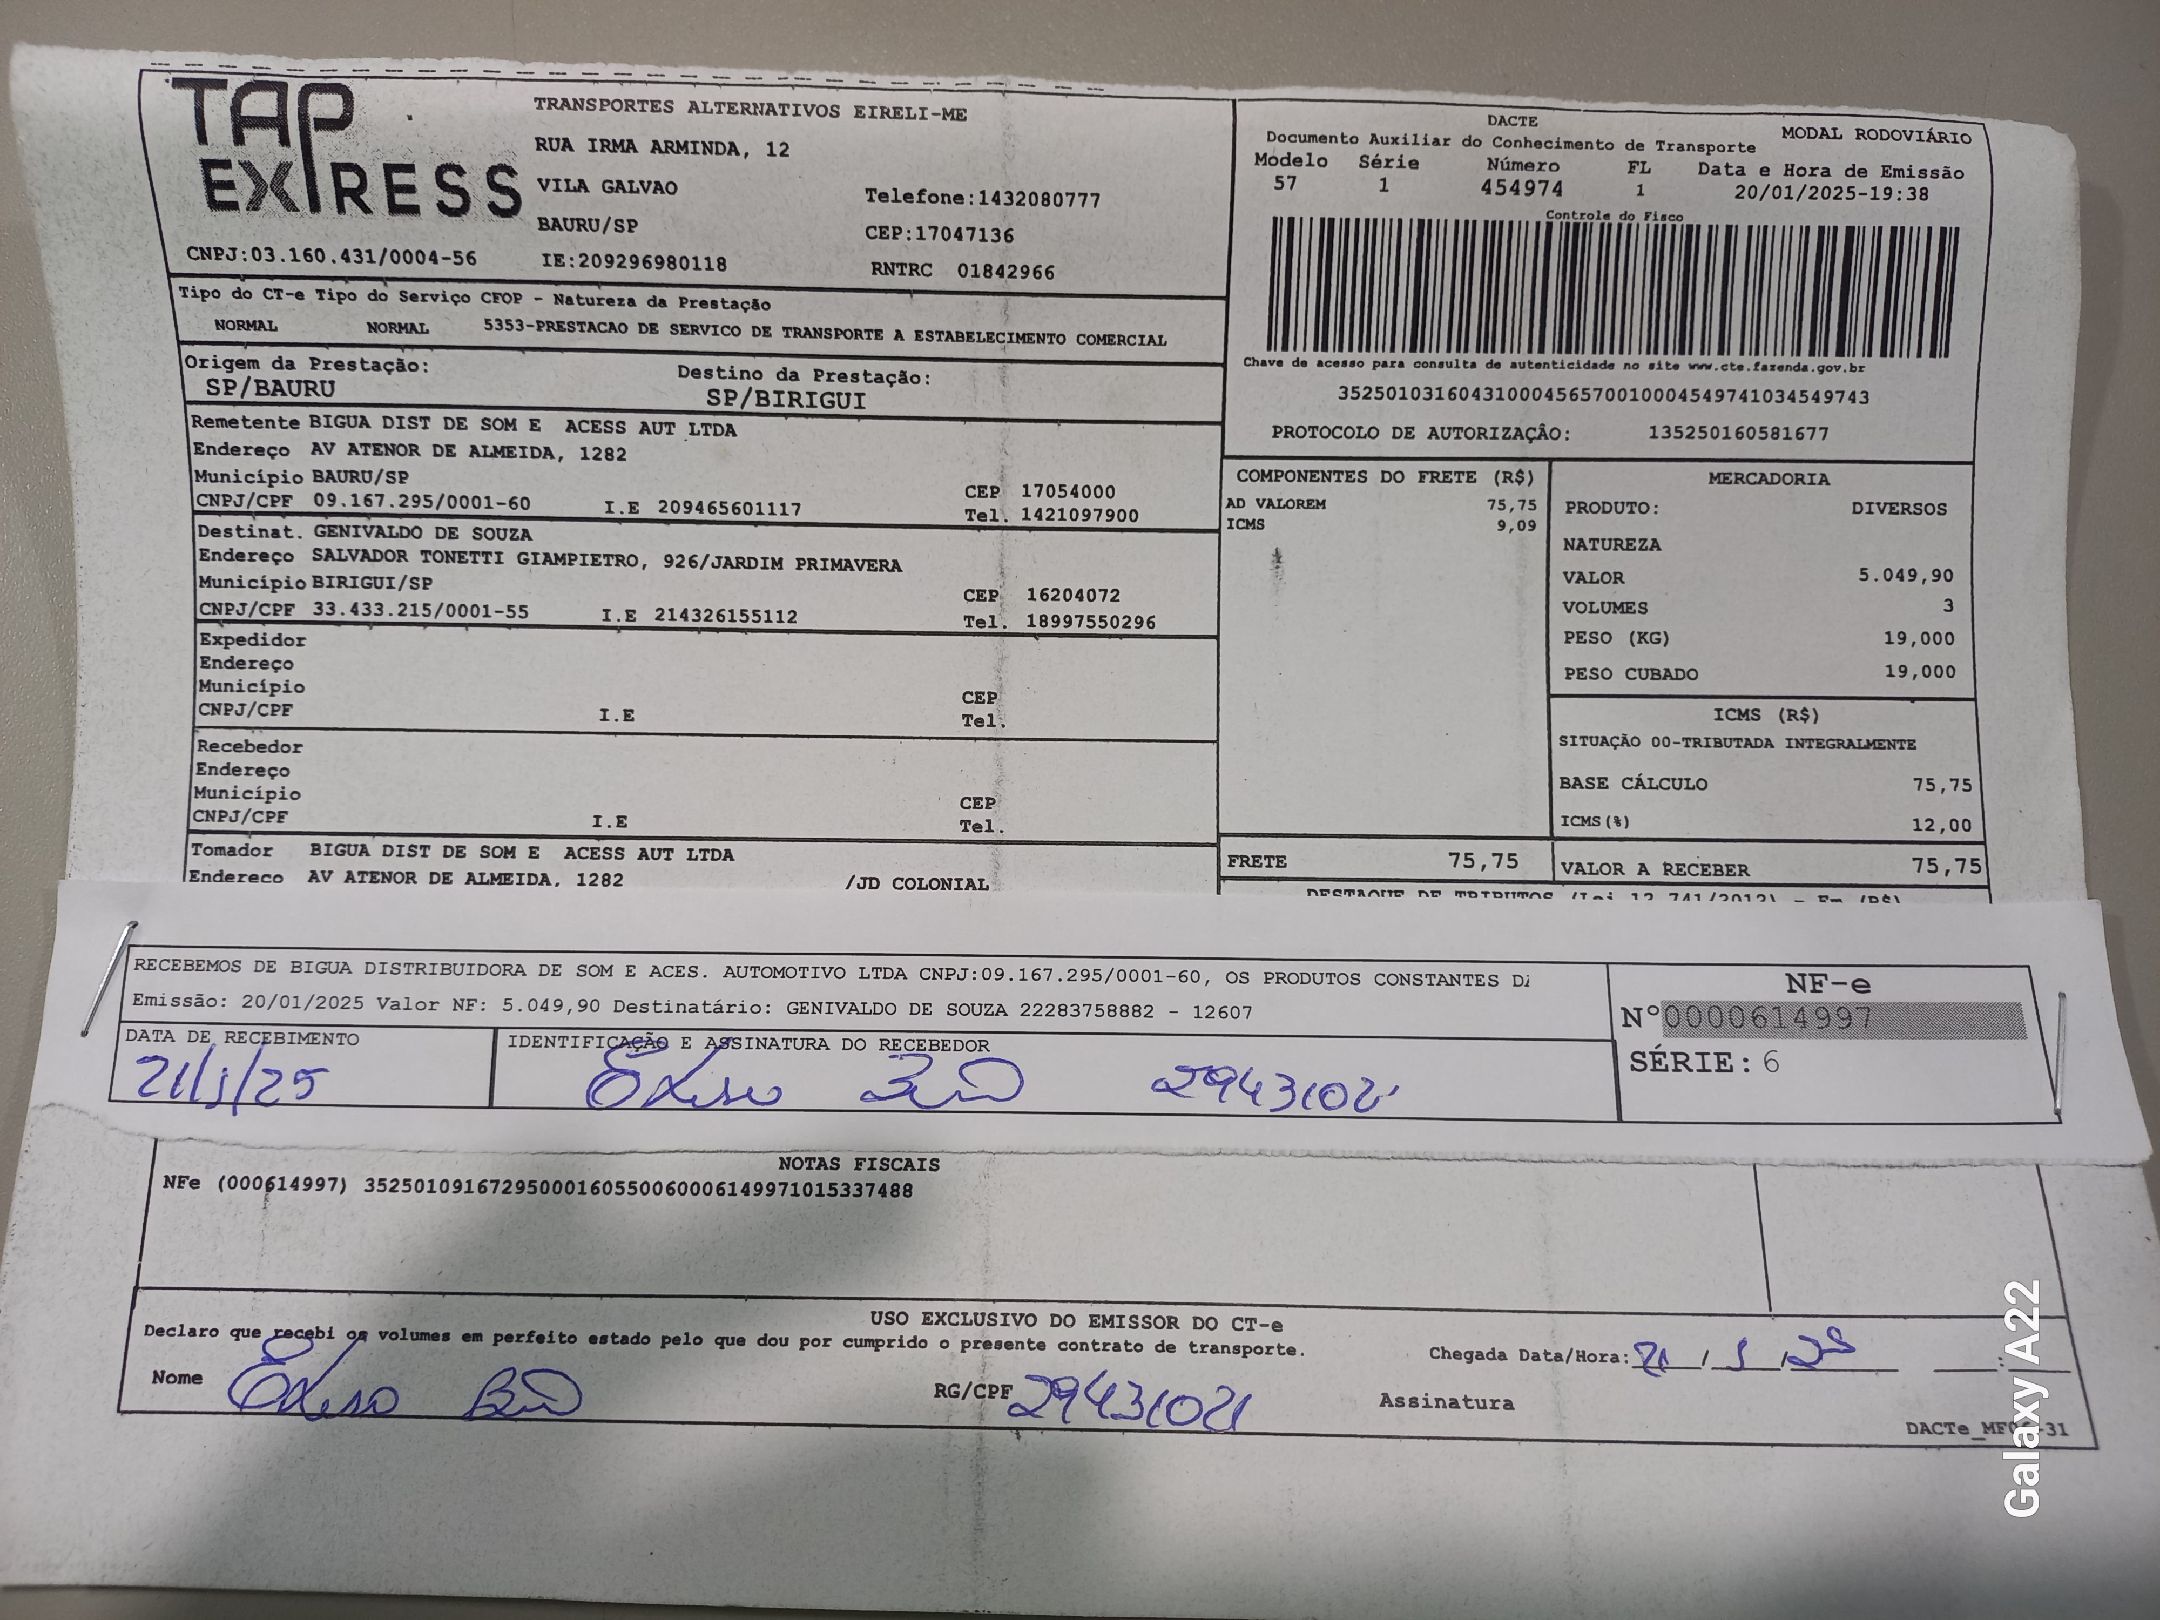 TAP EXPRESS
TRANSPORTES ALTERNATIVOS EIRELI-ME
RUA IRMA ARMINDA, 12
VILA GALVAO
Telefone:1432080777
BAURU/SP
CEP:17047136
CNPJ:03.160.431/0004-56
IE:209296980118
RNTRC 01842966
DACTE
MODAL RODOVIÁRIO
Documento Auxiliar do Conhecimento de Transporte
Modelo Série Número FL Data e Hora de Emissão
57 1 454974 1 20/01/2025-19:38
Controle do Fisco
Chave de acesso para consulta de autenticidade no site www.cte.fazenda.gov.br
35250103160431000456570010004549741034549743
PROTOCOLO DE AUTORIZAÇÂO: 135250160581677
Tipo do CT-e Tipo do Serviço CFOP - Natureza da Prestação
NORMAL NORMAL 5353-PRESTACAO DE SERVICO DE TRANSPORTE A ESTABELECIMENTO COMERCIAL
Origem da Prestação: Destino da Prestação:
SP/BAURU SP/BIRIGUI
Remetente BIGUA DIST DE SOM E ACESS AUT LTDA
Endereço AV ATENOR DE ALMEIDA, 1282
Município BAURU/SP CEP 17054000
CNPJ/CPF 09.167.295/0001-60 I.E 209465601117 Tel. 1421097900
Destinat. GENIVALDO DE SOUZA
Endereço SALVADOR TONETTI GIAMPIETRO, 926/JARDIM PRIMAVERA
Município BIRIGUI/SP CEP 16204072
CNPJ/CPF 33.433.215/0001-55 I.E 214326155112 Tel. 18997550296
Expedidor
Endereço
Município CEP
CNPJ/CPF I.E Tel.
Recebedor
Endereço
Município CEP
CNPJ/CPF I.E Tel.
Tomador BIGUA DIST DE SOM E ACESS AUT LTDA
Endereco AV ATENOR DE ALMEIDA, 1282 /JD COLONIAL
COMPONENTES DO FRETE (R$)
AD VALOREM 75,75
ICMS 9,09
FRETE 75,75
MERCADORIA
PRODUTO: DIVERSOS
NATUREZA
VALOR 5.049,90
VOLUMES 3
PESO (KG) 19,000
PESO CUBADO 19,000
ICMS (R$)
SITUAÇÃO 00-TRIBUTADA INTEGRALMENTE
BASE CÁLCULO 75,75
ICMS(%) 12,00
VALOR A RECEBER 75,75
DESTAQUE DE TRIBUTOS (Lei 12.741/2012) - Em (R$)
RECEBEMOS DE BIGUA DISTRIBUIDORA DE SOM E ACES. AUTOMOTIVO LTDA CNPJ:09.167.295/0001-60, OS PRODUTOS CONSTANTES
Emissão: 20/01/2025 Valor NF: 5.049,90 Destinatário: GENIVALDO DE SOUZA 22283758882 - 12607
DATA DE RECEBIMENTO IDENTIFICAÇÃO E ASSINATURA DO RECEBEDOR
21/1/25 29431021
NF-e
N°0000614997
SÉRIE: 6
NOTAS FISCAIS
NFe (000614997) 35250109167295000160550060006149971015337488
USO EXCLUSIVO DO EMISSOR DO CT-e
Declaro que recebi os volumes em perfeito estado pelo que dou por cumprido o presente contrato de transporte.
Chegada Data/Hora: 21/1/25 :
Nome RG/CPF 29431021 Assinatura
Galaxy A22